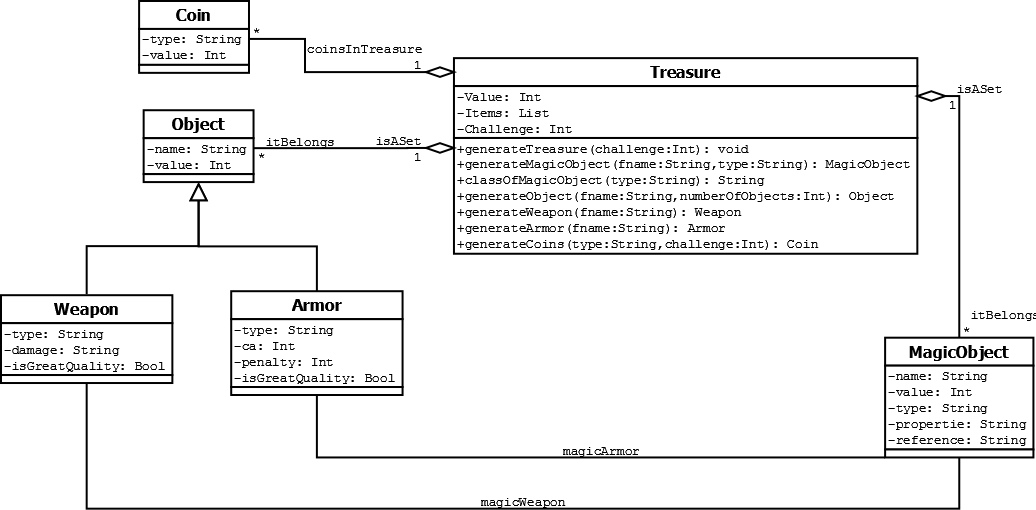 Coin
-type: String
-value: Int
*
coinsInTreasure
1
Treasure
-Value: Int
-Items: List
-Challenge: Int
+generateTreasure(challenge:Int): void
+generateMagicObject(fname:String,type:String): MagicObject
+classOfMagicObject(type:String): String
+generateObject(fname:String,numberOfObjects:Int): Object
+generateWeapon(fname:String): Weapon
+generateArmor(fname:String): Armor
+generateCoins(type:String,challenge:Int): Coin
isASet
1
Object
-name: String
-value: Int
itBelongs
*
isASet
1
Weapon
-type: String
-damage: String
-isGreatQuality: Bool
Armor
-type: String
-ca: Int
-penalty: Int
-isGreatQuality: Bool
itBelongs
*
MagicObject
-name: String
-value: Int
-type: String
-propertie: String
-reference: String
magicArmor
magicWeapon